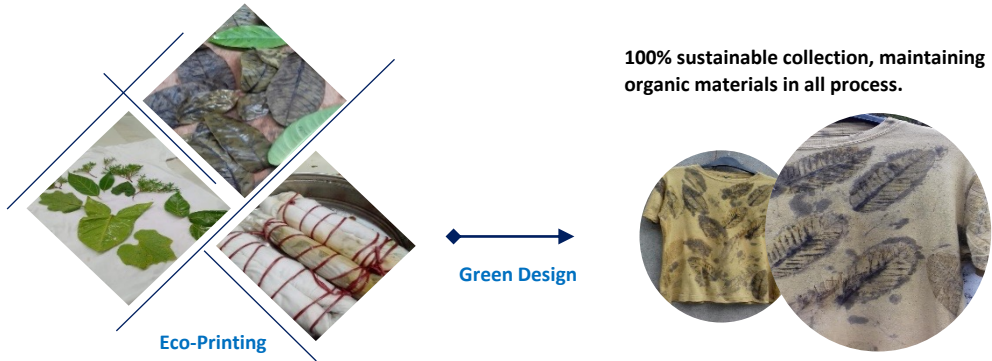 100% sustainable collection, maintaining
organic materials in all process.
Green Design
Eco-Printing